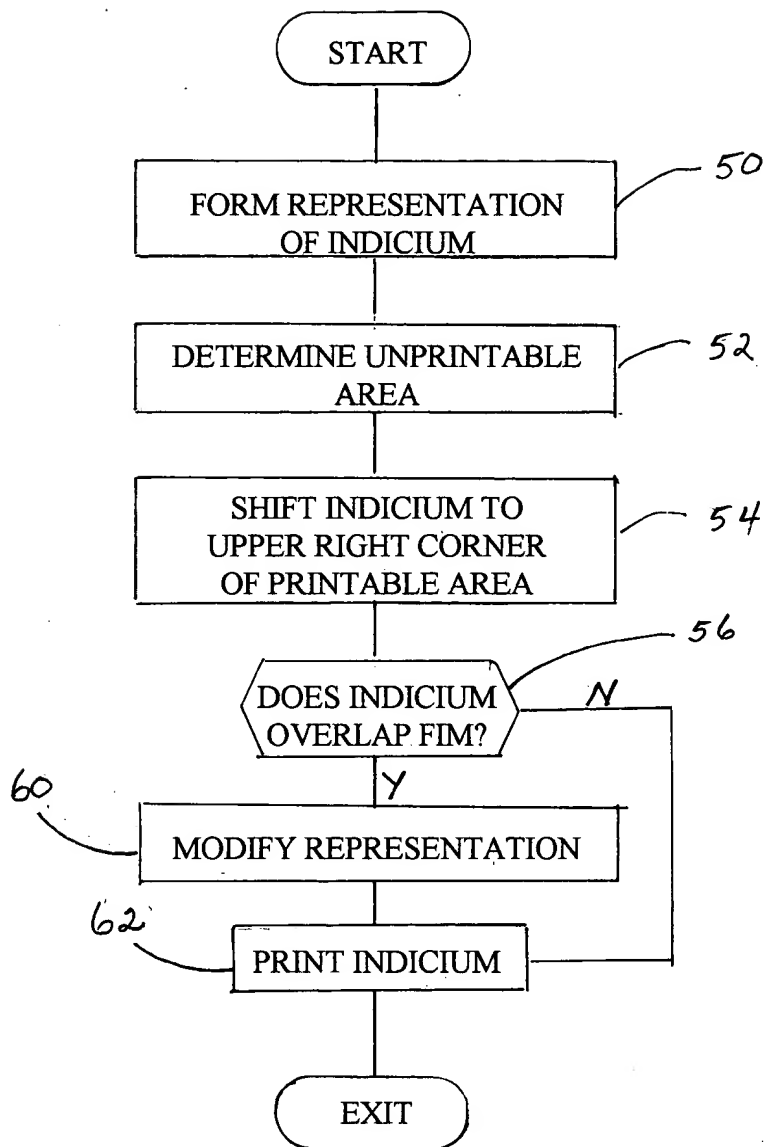 START
FORM REPRESENTATION
OF INDICIUM
50
DETERMINE UNPRINTABLE
AREA
52
SHIFT INDICIUM TO
UPPER RIGHT CORNER
OF PRINTABLE AREA
54
DOES INDICIUM
OVERLAP FIM?
56
N
Y
60
MODIFY REPRESENTATION
62
PRINT INDICIUM
EXIT